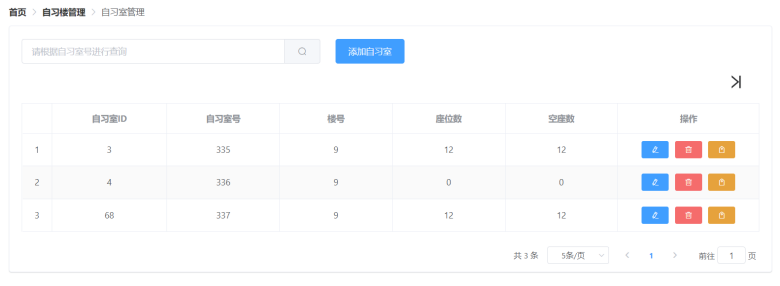 首页 > 自习楼管理 > 自习室管理
请根据自习室号进行查询 添加自习室
自习室ID 自习室号 楼号 座位数 空座数 操作
1 3 335 9 12 12
2 4 336 9 0 0
3 68 337 9 12 12
共 3 条 5条/页 < 1 > 前往 1 页